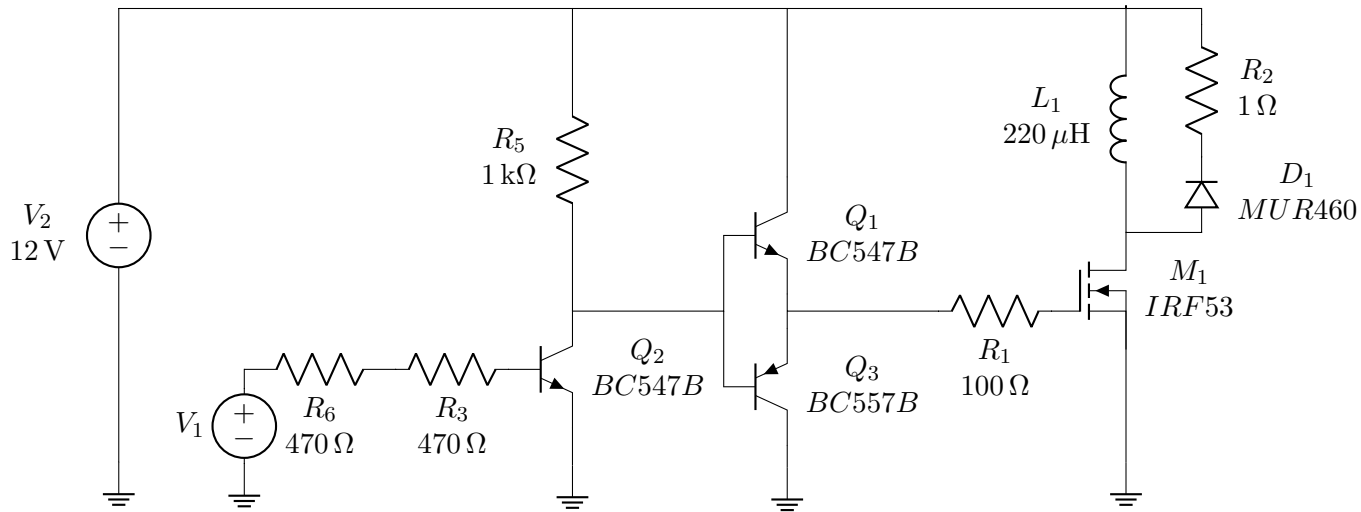 V₂
12 V
+
−
V₁
+
−
R₆
470 Ω
R₃
470 Ω
R₅
1 kΩ
Q₂
BC547B
Q₁
BC547B
Q₃
BC557B
R₁
100 Ω
L₁
220 μH
R₂
1 Ω
D₁
MUR460
M₁
IRF53